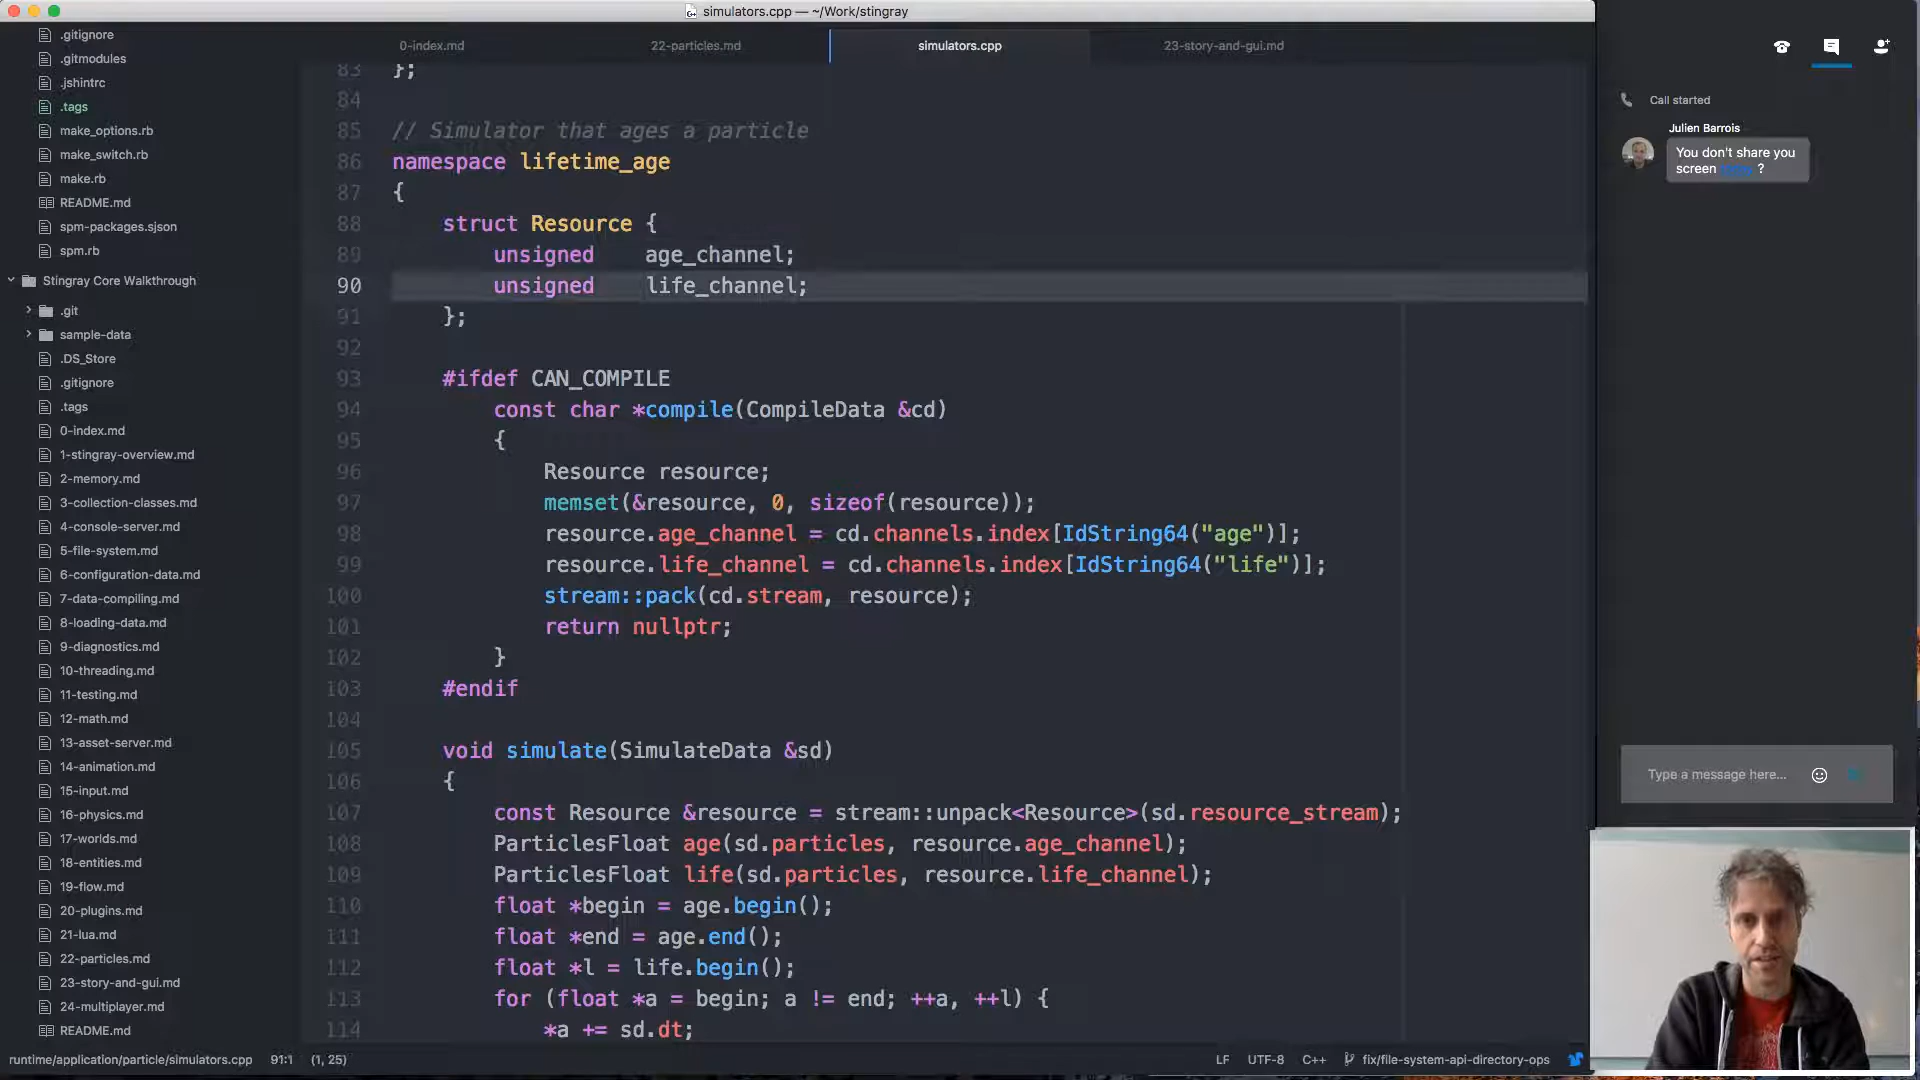 simulators.cpp — ~/Work/stingray
.gitignore
.gitmodules
.jshintrc
.tags
make_options.rb
make_switch.rb
make.rb
README.md
spm-packages.sjson
spm.rb
Stingray Core Walkthrough
.git
sample-data
.DS_Store
.gitignore
.tags
0-index.md
1-stingray-overview.md
2-memory.md
3-collection-classes.md
4-console-server.md
5-file-system.md
6-configuration-data.md
7-data-compiling.md
8-loading-data.md
9-diagnostics.md
10-threading.md
11-testing.md
12-math.md
13-asset-server.md
14-animation.md
15-input.md
16-physics.md
17-worlds.md
18-entities.md
19-flow.md
20-plugins.md
21-lua.md
22-particles.md
23-story-and-gui.md
24-multiplayer.md
README.md
0-index.md 22-particles.md simulators.cpp 23-story-and-gui.md
83 };
84
85 // Simulator that ages a particle
86 namespace lifetime_age
87 {
88 struct Resource {
89 unsigned age_channel;
90 unsigned life_channel;
91 };
92
93 #ifdef CAN_COMPILE
94 const char *compile(CompileData &cd)
95 {
96 Resource resource;
97 memset(&resource, 0, sizeof(resource));
98 resource.age_channel = cd.channels.index[IdString64("age")];
99 resource.life_channel = cd.channels.index[IdString64("life")];
100 stream::pack(cd.stream, resource);
101 return nullptr;
102 }
103 #endif
104
105 void simulate(SimulateData &sd)
106 {
107 const Resource &resource = stream::unpack<Resource>(sd.resource_stream);
108 ParticlesFloat age(sd.particles, resource.age_channel);
109 ParticlesFloat life(sd.particles, resource.life_channel);
110 float *begin = age.begin();
111 float *end = age.end();
112 float *l = life.begin();
113 for (float *a = begin; a != end; ++a, ++l) {
114 *a += sd.dt;
runtime/application/particle/simulators.cpp 91:1 (1, 25) LF UTF-8 C++ fix/file-system-api-directory-ops
Call started
Julien Barrois
You don't share you
screen ?
Type a message here...